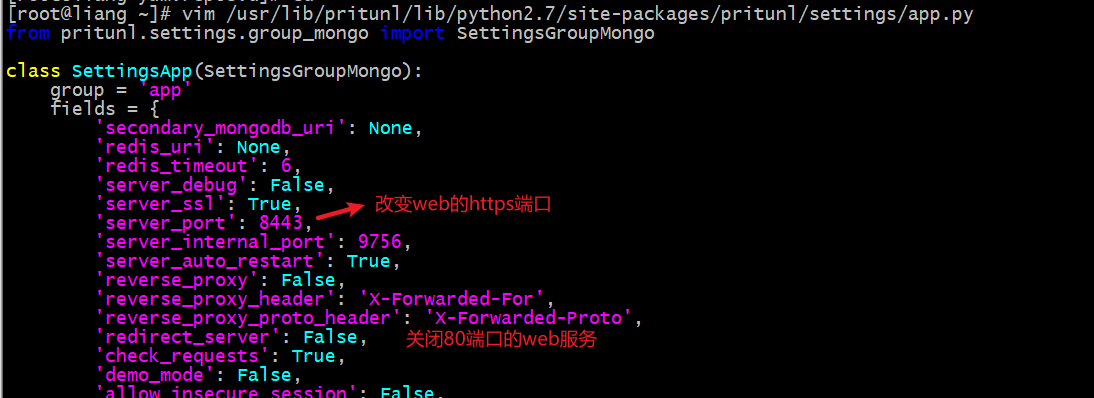 [root@liang ~]# vim /usr/lib/pritunl/lib/python2.7/site-packages/pritunl/settings/app.py
from pritunl.settings.group_mongo import SettingsGroupMongo
class SettingsApp(SettingsGroupMongo):
group = 'app'
fields = {
'secondary_mongodb_uri': None,
'redis_uri': None,
'redis_timeout': 6,
'server_debug': False,
'server_ssl': True,
'server_port': 8443, 改变web的https端口
'server_internal_port': 9756,
'server_auto_restart': True,
'reverse_proxy': False,
'reverse_proxy_header': 'X-Forwarded-For',
'reverse_proxy_proto_header': 'X-Forwarded-Proto',
'redirect_server': False, 关闭80端口的web服务
'check_requests': True,
'demo_mode': False,
'allow_insecure_session': False,